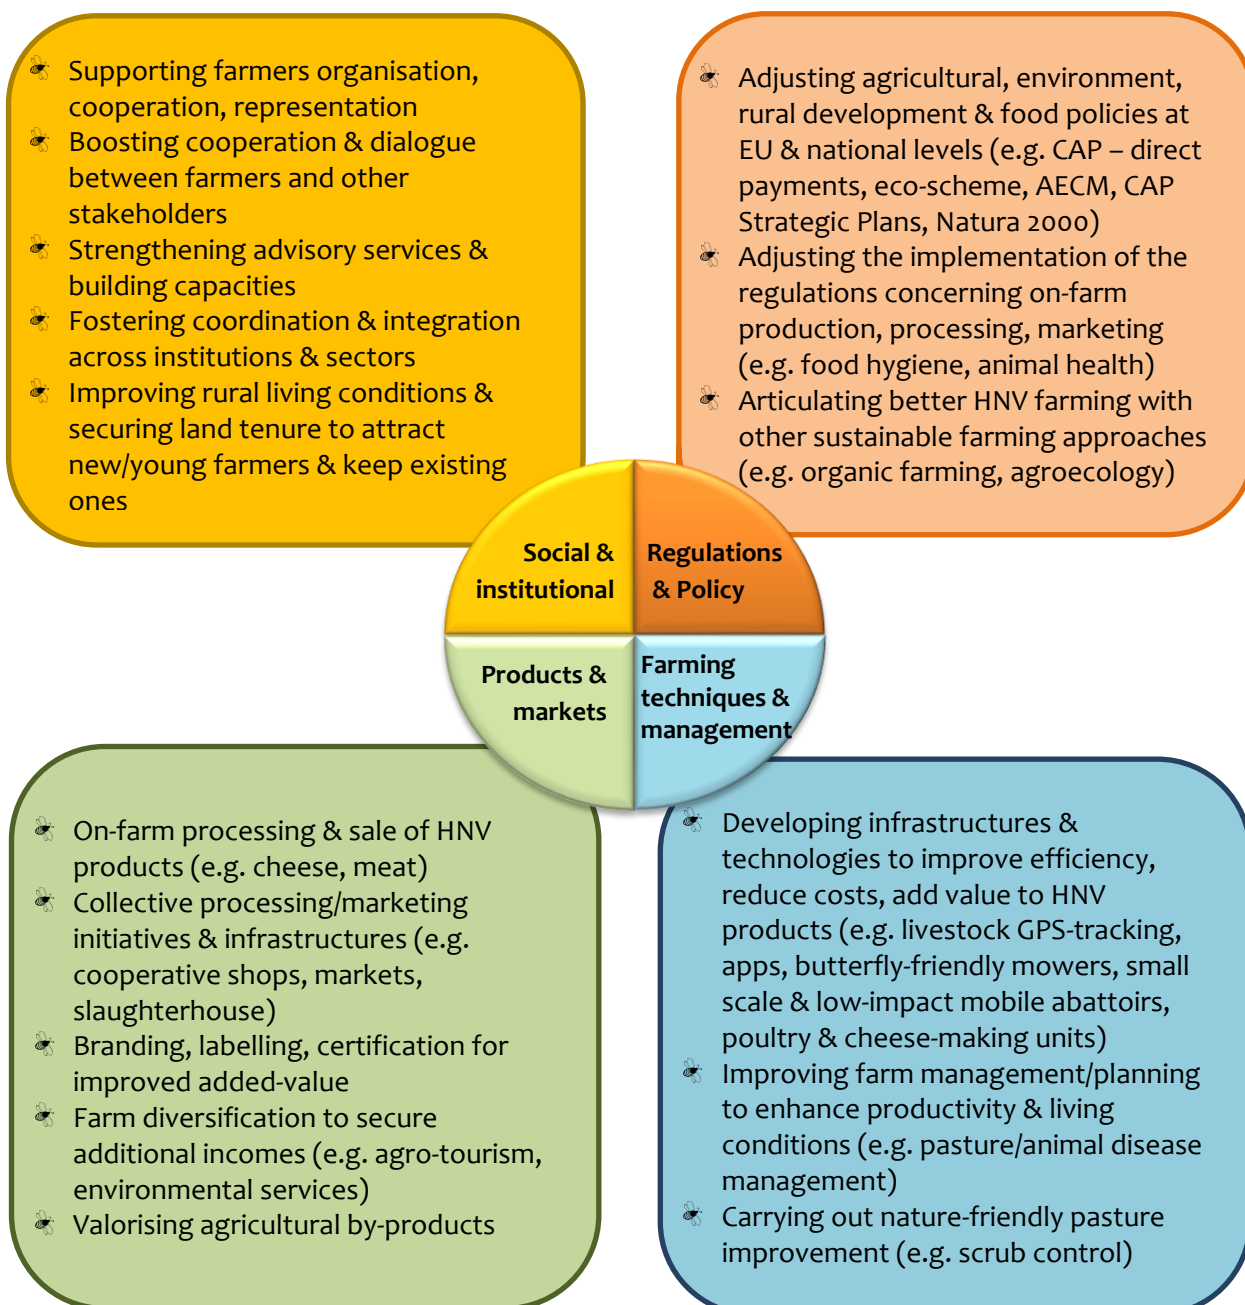 Supporting farmers organisation,
cooperation, representation
Boosting cooperation & dialogue
between farmers and other
stakeholders
Strengthening advisory services &
building capacities
Fostering coordination & integration
across institutions & sectors
Improving rural living conditions &
securing land tenure to attract
new/young farmers & keep existing
ones
Adjusting agricultural, environment,
rural development & food policies at
EU & national levels (e.g. CAP – direct
payments, eco-scheme, AECM, CAP
Strategic Plans, Natura 2000)
Adjusting the implementation of the
regulations concerning on-farm
production, processing, marketing
(e.g. food hygiene, animal health)
Articulating better HNV farming with
other sustainable farming approaches
(e.g. organic farming, agroecology)
Social &
institutional
Regulations
& Policy
Products &
markets
Farming
techniques &
management
On-farm processing & sale of HNV
products (e.g. cheese, meat)
Collective processing/marketing
initiatives & infrastructures (e.g.
cooperative shops, markets,
slaughterhouse)
Branding, labelling, certification for
improved added-value
Farm diversification to secure
additional incomes (e.g. agro-tourism,
environmental services)
Valorising agricultural by-products
Developing infrastructures &
technologies to improve efficiency,
reduce costs, add value to HNV
products (e.g. livestock GPS-tracking,
apps, butterfly-friendly mowers, small
scale & low-impact mobile abattoirs,
poultry & cheese-making units)
Improving farm management/planning
to enhance productivity & living
conditions (e.g. pasture/animal disease
management)
Carrying out nature-friendly pasture
improvement (e.g. scrub control)